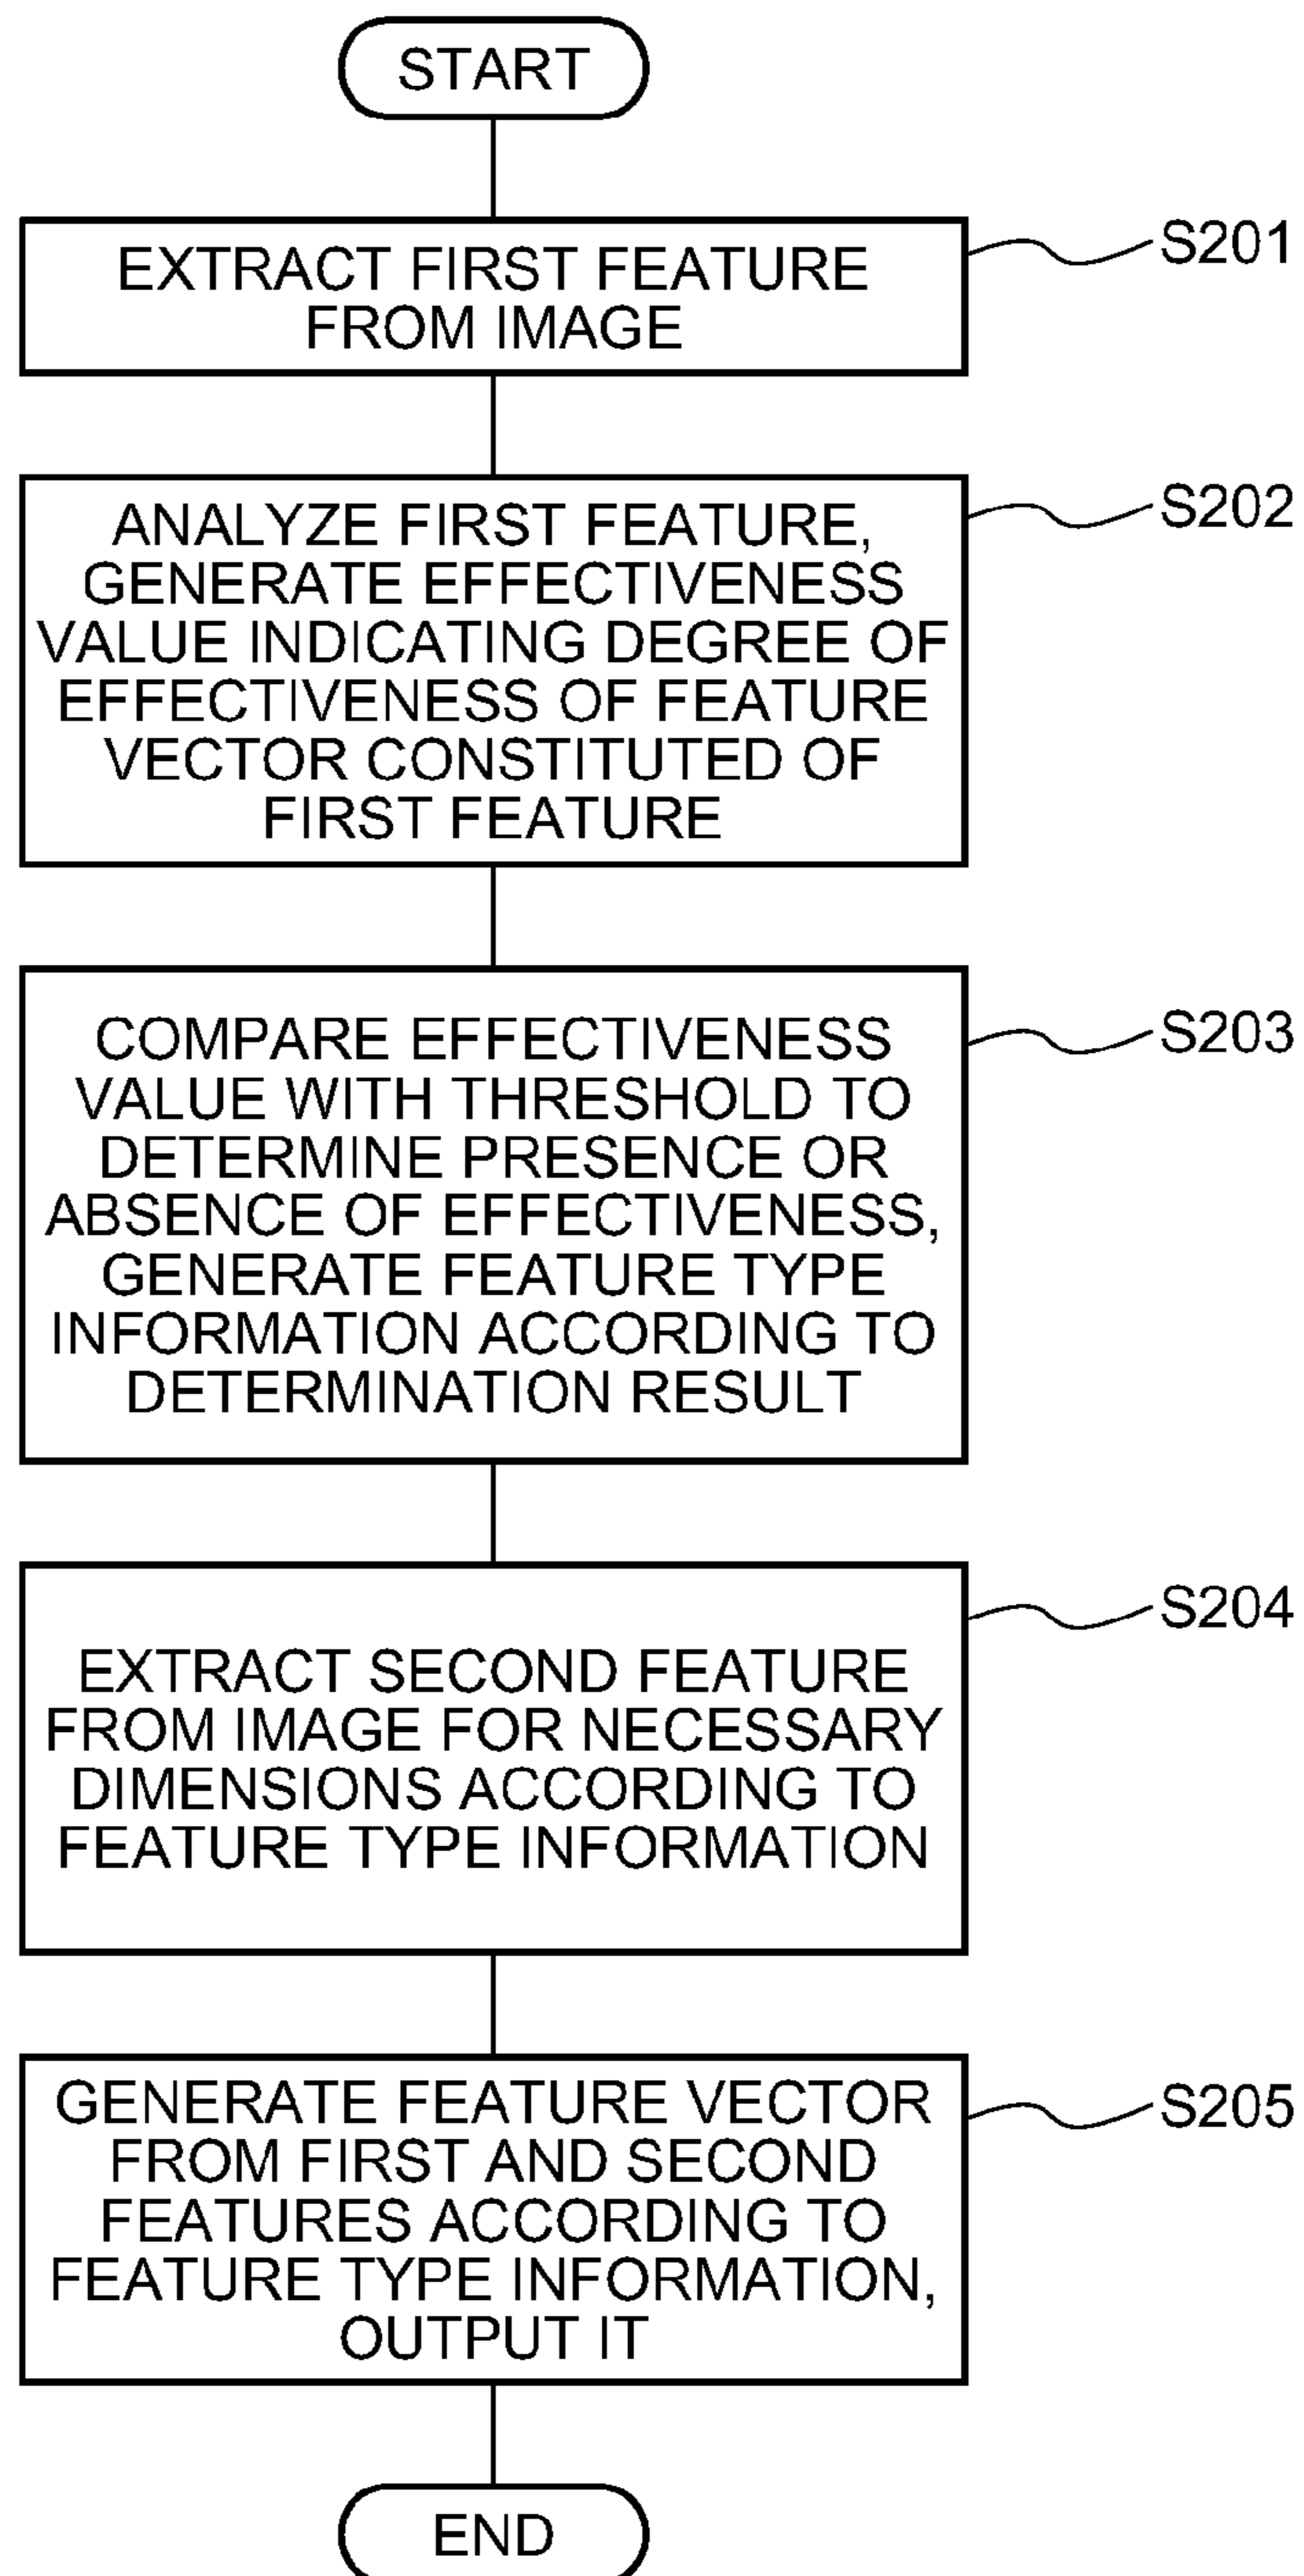 START
EXTRACT FIRST FEATURE
FROM IMAGE
S201
ANALYZE FIRST FEATURE,
GENERATE EFFECTIVENESS
VALUE INDICATING DEGREE OF
EFFECTIVENESS OF FEATURE
VECTOR CONSTITUTED OF
FIRST FEATURE
S202
COMPARE EFFECTIVENESS
VALUE WITH THRESHOLD TO
DETERMINE PRESENCE OR
ABSENCE OF EFFECTIVENESS,
GENERATE FEATURE TYPE
INFORMATION ACCORDING TO
DETERMINATION RESULT
S203
EXTRACT SECOND FEATURE
FROM IMAGE FOR NECESSARY
DIMENSIONS ACCORDING TO
FEATURE TYPE INFORMATION
S204
GENERATE FEATURE VECTOR
FROM FIRST AND SECOND
FEATURES ACCORDING TO
FEATURE TYPE INFORMATION,
OUTPUT IT
S205
END